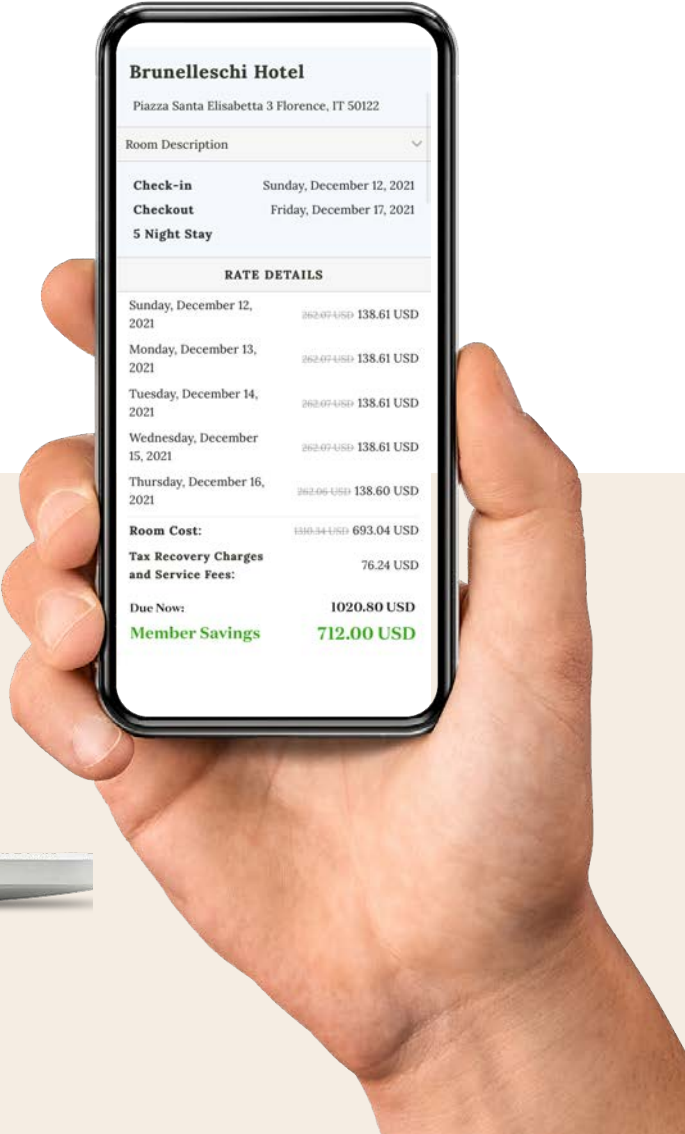 Brunelleschi Hotel
Piazza Santa Elisabetta 3 Florence, IT 50122
Room Description
Check-in Sunday, December 12, 2021
Checkout Friday, December 17, 2021
5 Night Stay
RATE DETAILS
Sunday, December 12,
2021
262.07 USD 138.61 USD
Monday, December 13,
2021
262.07 USD 138.61 USD
Tuesday, December 14,
2021
262.07 USD 138.61 USD
Wednesday, December
15, 2021
262.07 USD 138.61 USD
Thursday, December 16,
2021
262.06 USD 138.60 USD
Room Cost: 1310.34 USD 693.04 USD
Tax Recovery Charges
and Service Fees:
76.24 USD
Due Now: 1020.80 USD
Member Savings 712.00 USD